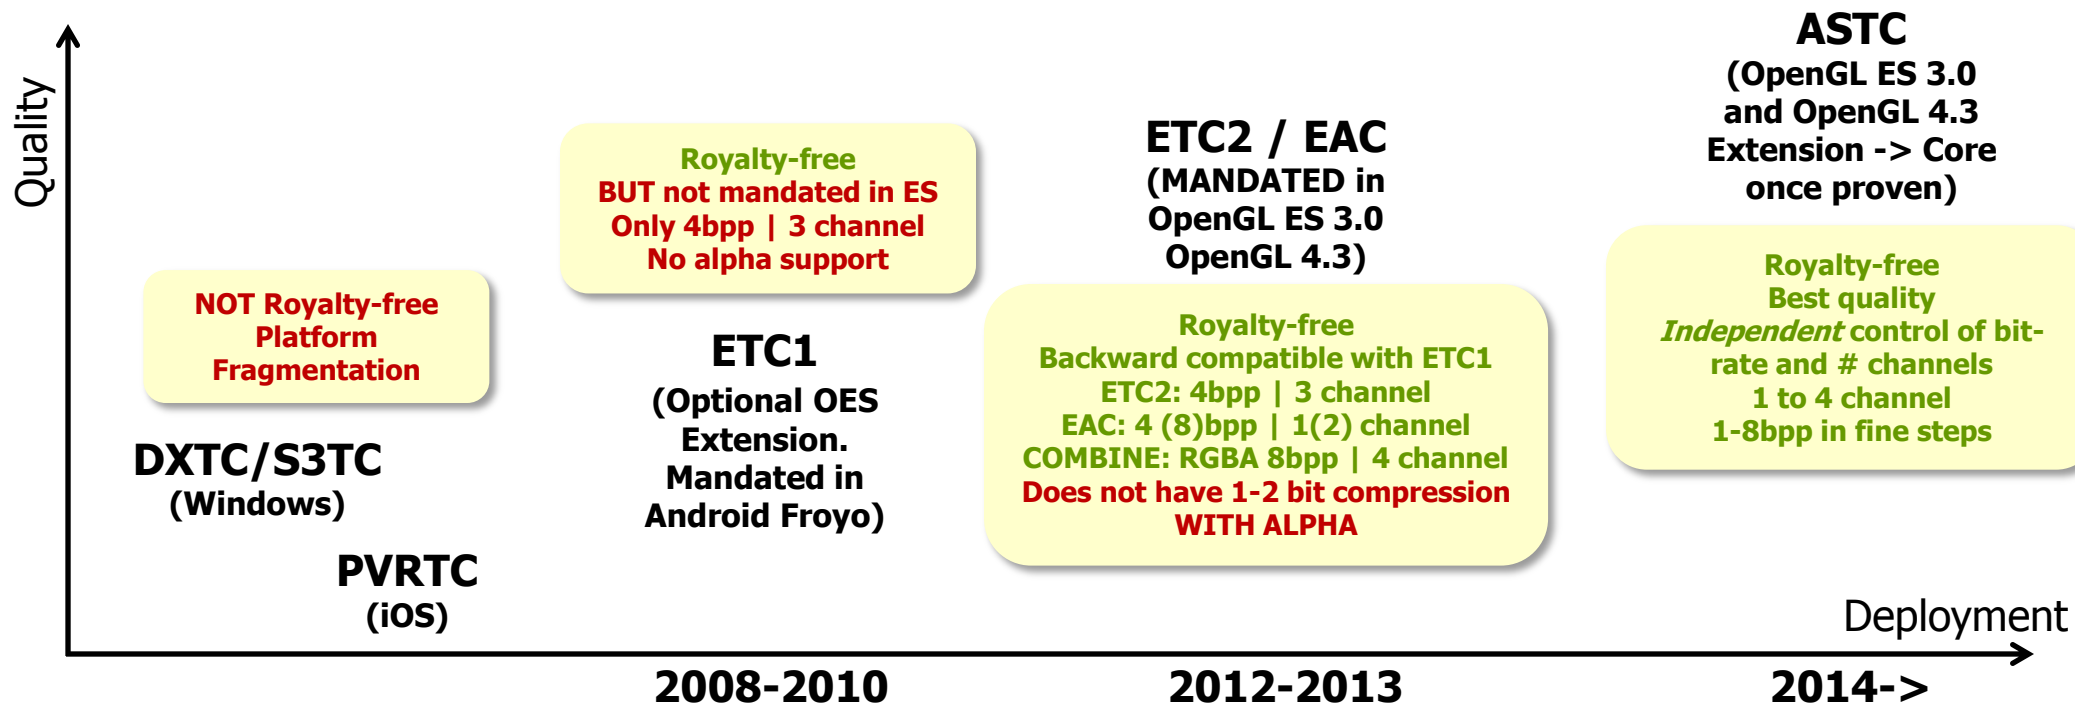 Quality
NOT Royalty-free
Platform
Fragmentation
DXTC/S3TC
(Windows)
PVRTC
(iOS)
Royalty-free
BUT not mandated in ES
Only 4bpp | 3 channel
No alpha support
ETC1
(Optional OES
Extension.
Mandated in
Android Froyo)
ETC2 / EAC
(MANDATED in
OpenGL ES 3.0
OpenGL 4.3)
Royalty-free
Backward compatible with ETC1
ETC2: 4bpp | 3 channel
EAC: 4 (8)bpp | 1(2) channel
COMBINE: RGBA 8bpp | 4 channel
Does not have 1-2 bit compression
WITH ALPHA
ASTC
(OpenGL ES 3.0
and OpenGL 4.3
Extension -> Core
once proven)
Royalty-free
Best quality
Independent control of bit-
rate and # channels
1 to 4 channel
1-8bpp in fine steps
Deployment
2008-2010
2012-2013
2014->